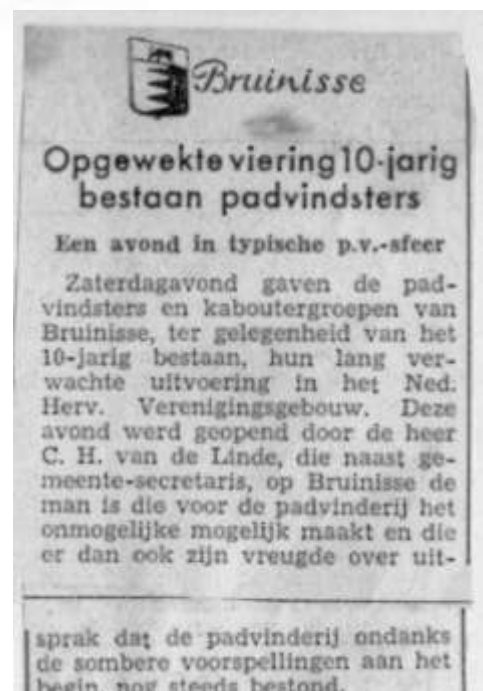 Bruinisse
Opgewekte viering 10-jarig
bestaan padvindsters
Een avond in typische p.v.-sfeer
Zaterdagavond gaven de pad-
vindsters en kaboutergroepen van
Bruinisse, ter gelegenheid van het
10-jarig bestaan, hun lang ver-
wachte uitvoering in het Ned.
Herv. Verenigingsgebouw. Deze
avond werd geopend door de heer
C. H. van de Linde, die naast ge-
meente-secretaris, op Bruinisse de
man is die voor de padvinderij het
onmogelijke mogelijk maakt en die
er dan ook zijn vreugde over uit-
sprak dat de padvinderij ondanks
de sombere voorspellingen aan het
begin, nog steeds bestond.